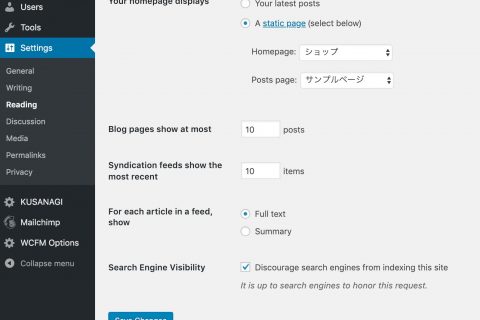 Users
Tools
Settings
General
Writing
Reading
Discussion
Media
Permalinks
Privacy
KUSANAGI
Mailchimp
WCFM Options
Collapse menu
Your homepage displays
Your latest posts
A static page (select below)
Homepage: ショップ
Posts page: サンプルページ
Blog pages show at most
10 posts
Syndication feeds show the
most recent
10 items
For each article in a feed,
show
Full text
Summary
Search Engine Visibility
Discourage search engines from indexing this site
It is up to search engines to honor this request.
Save Changes